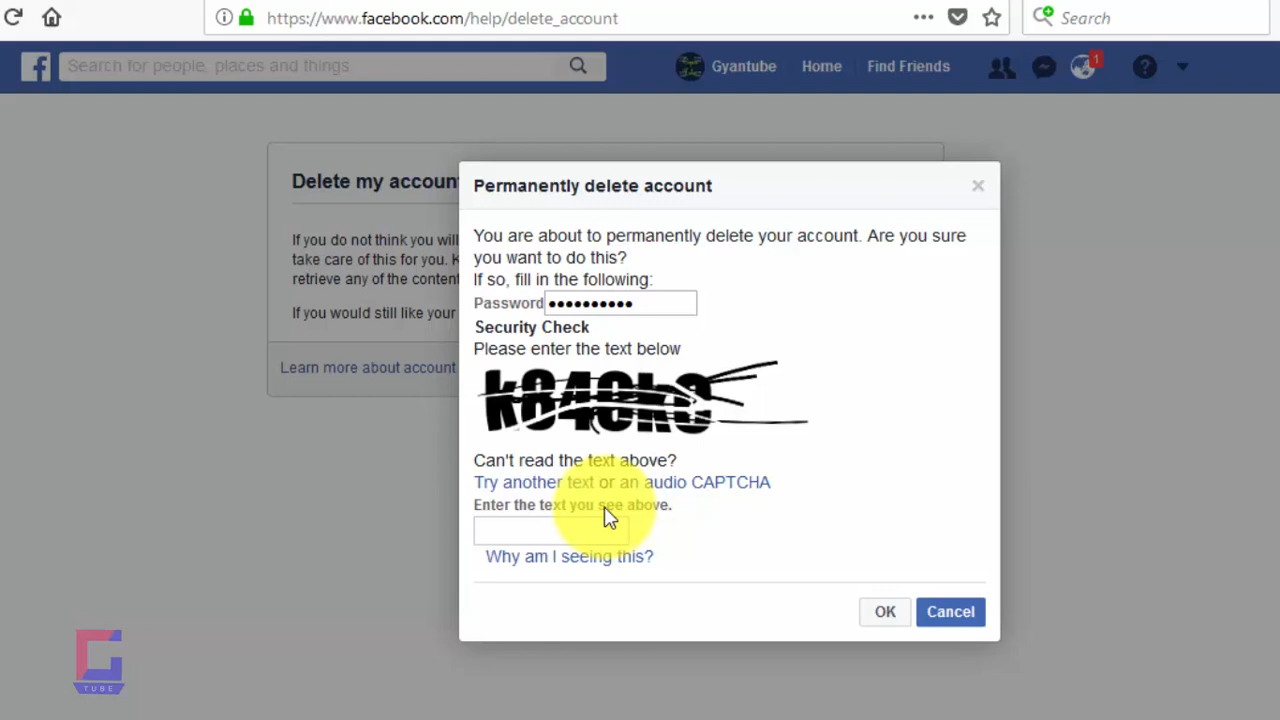 https://www.facebook.com/help/delete_account
Search
Search for people, places and things
Gyantube
Home
Find Friends
1
Delete my account
If you do not think you will
take care of this for you. K
retrieve any of the content
If you would still like your
Learn more about account
Permanently delete account
You are about to permanently delete your account. Are you sure
you want to do this?
If so, fill in the following:
Password
Security Check
Please enter the text below
Can't read the text above?
Try another text or an audio CAPTCHA
Enter the text you see above.
Why am I seeing this?
OK
Cancel
TUBE